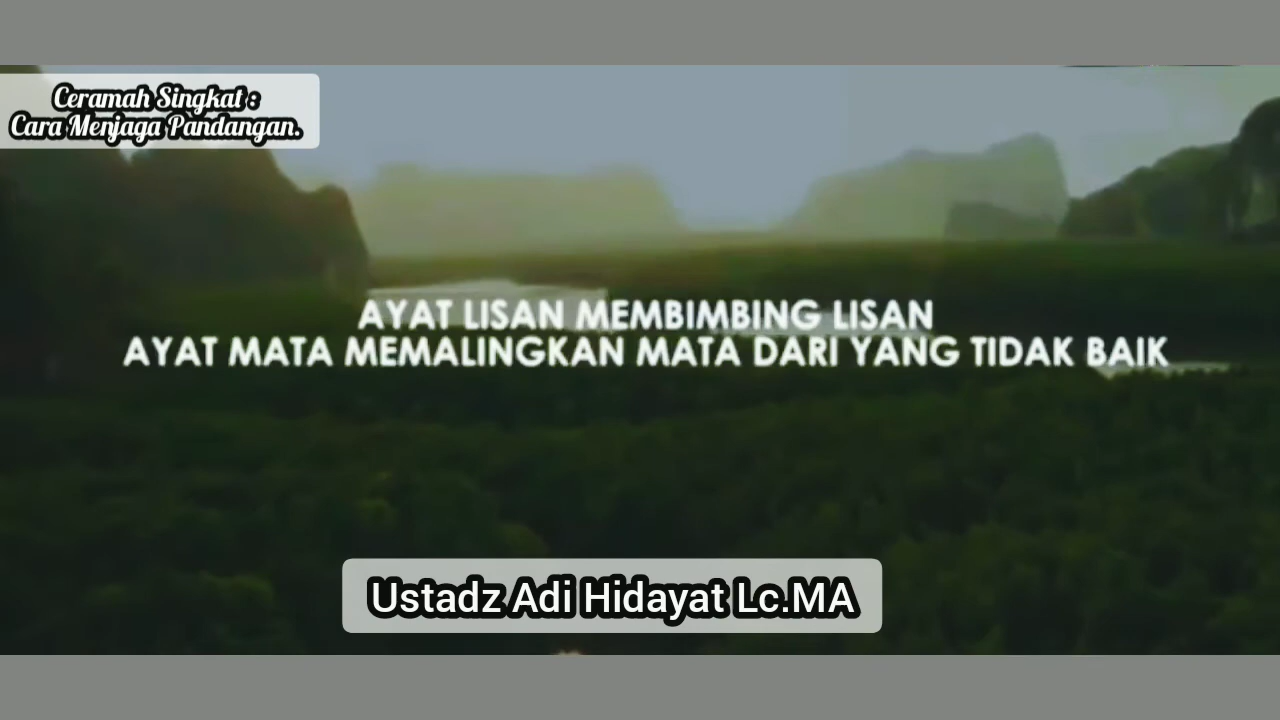 Ceramah Singkat :
Cara Menjaga Pandangan.
AYAT LISAN MEMBIMBING LISAN
AYAT MATA MEMALINGKAN MATA DARI YANG TIDAK BAIK
Ustadz Adi Hidayat Lc.MA